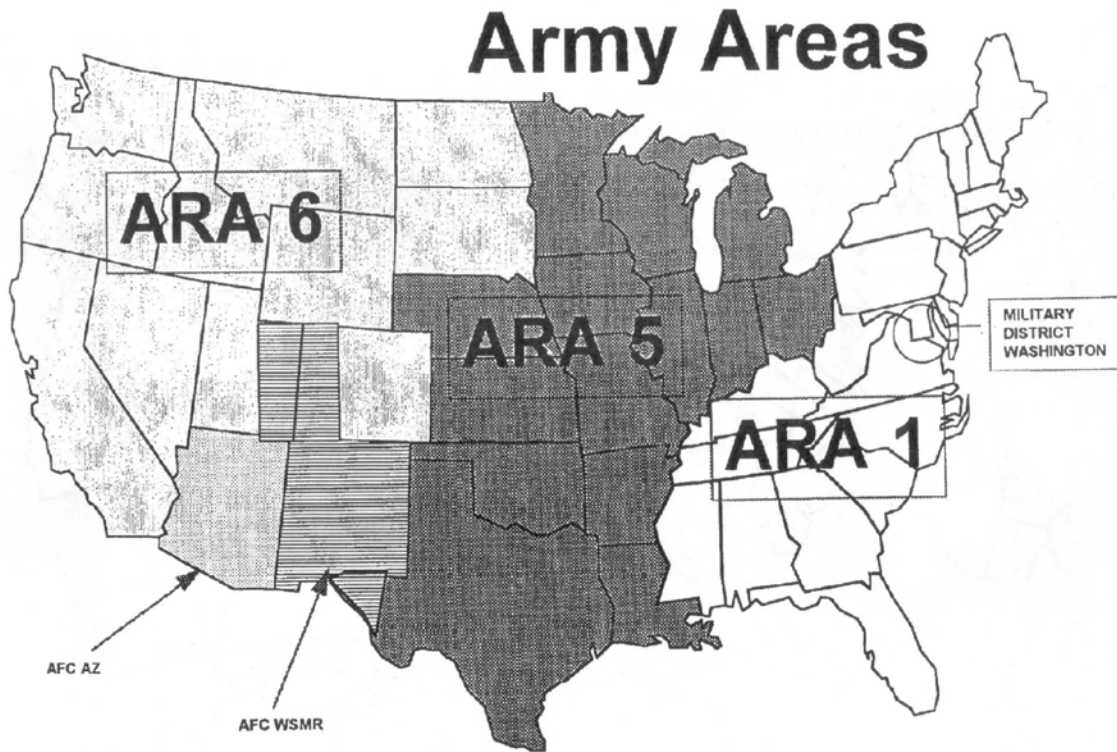 Army Areas
ARA 6
ARA 5
MILITARY
DISTRICT
WASHINGTON
ARA 1
AFC AZ
AFC WSMR